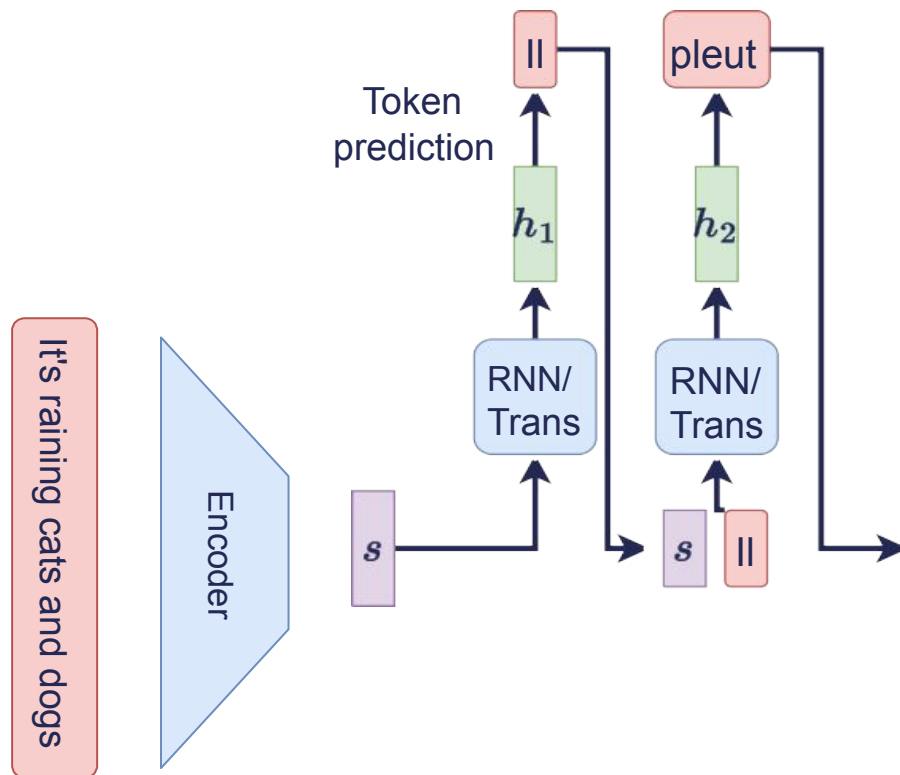 It's raining cats and dogs
Encoder
s
Token
prediction
Il
h₁
RNN/
Trans
pleut
h₂
RNN/
Trans
s
Il